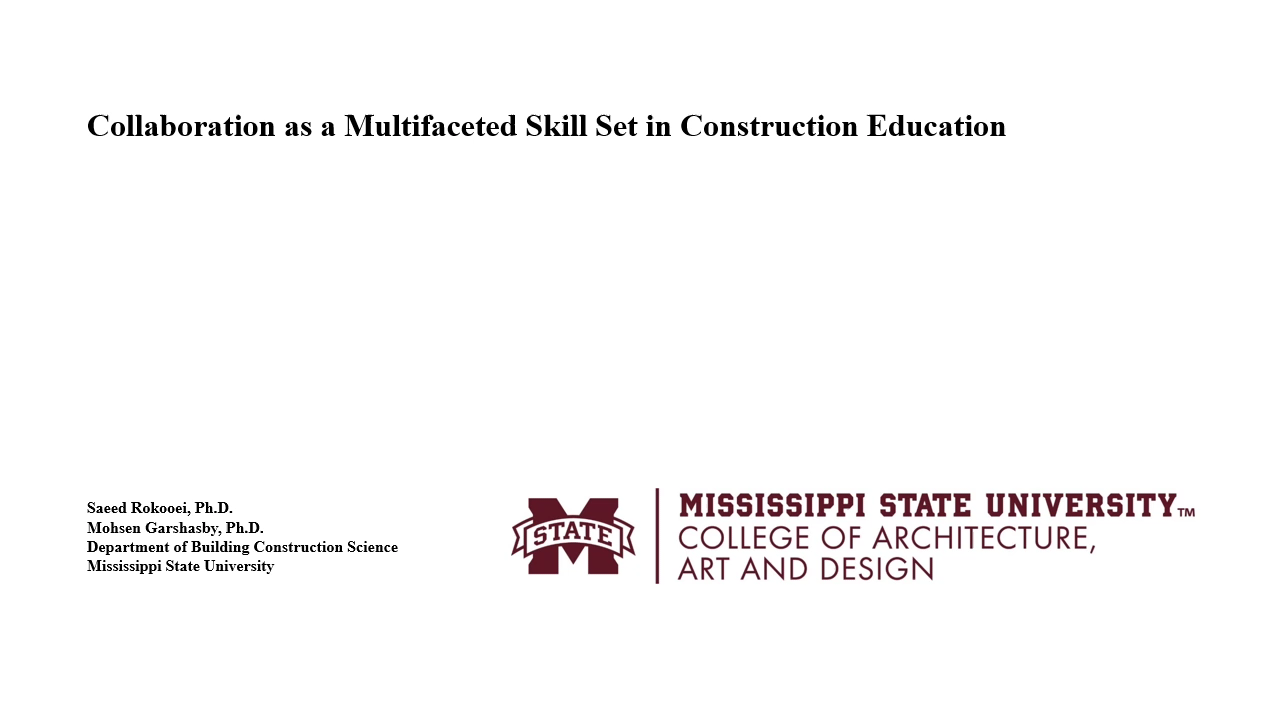 Collaboration as a Multifaceted Skill Set in Construction Education
Saeed Rokooei, Ph.D.
Mohsen Garshasby, Ph.D.
Department of Building Construction Science
Mississippi State University
STATE
MISSISSIPPI STATE UNIVERSITY™
COLLEGE OF ARCHITECTURE,
ART AND DESIGN